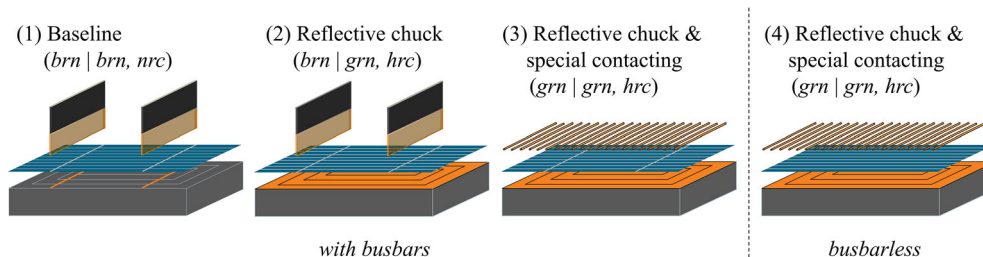 (1) Baseline
(brn | brn, nrc)
(2) Reflective chuck
(brn | grn, hrc)
(3) Reflective chuck &
special contacting
(grn | grn, hrc)
(4) Reflective chuck &
special contacting
(grn | grn, hrc)
with busbars
busbarless